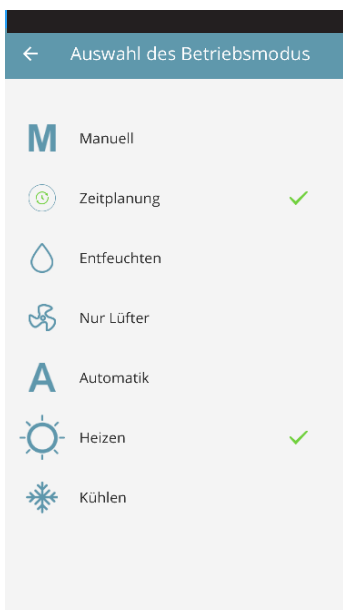 Auswahl des Betriebsmodus
M Manuell
Zeitplanung
Entfeuchten
Nur Lüfter
A Automatik
Heizen
Kühlen